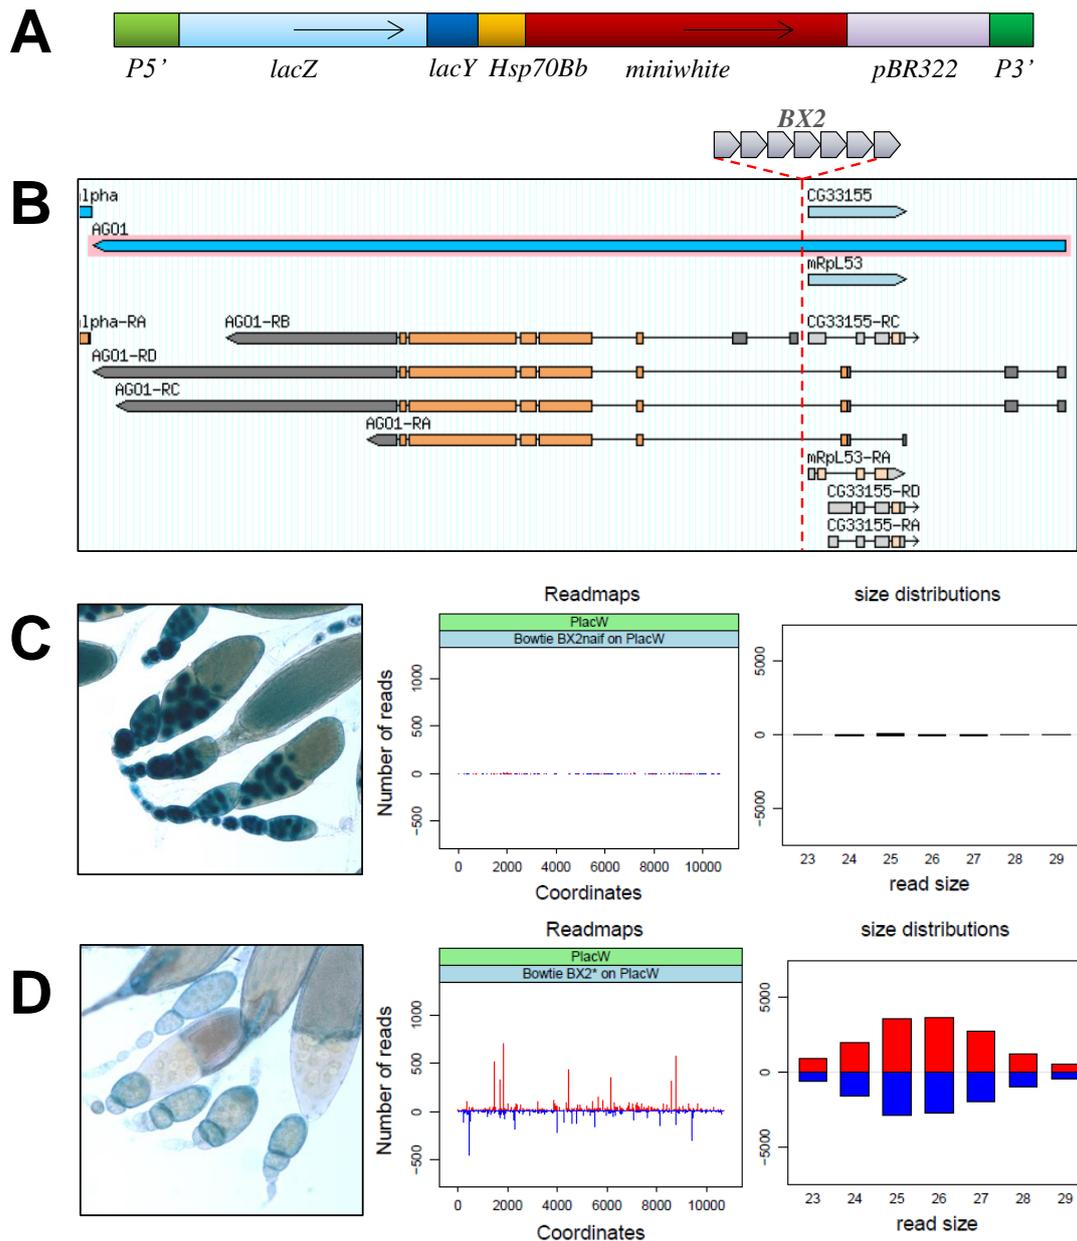 A
P5' lacZ lacY Hsp70Bb miniwhite pBR322 P3'
BX2
B
lpha CG33155
AGO1
mRpL53
lpha-RA AGO1-RB CG33155-RC
AGO1-RD
AGO1-RC
AGO1-RA
mRpL53-RA
CG33155-RD
CG33155-RA
C
Readmaps size distributions
PlacW
Bowtie BX2naif on PlacW
Number of reads
1000
500
0
−500
0 2000 4000 6000 8000 10000
Coordinates
5000
0
−5000
23 24 25 26 27 28 29
read size
D
Readmaps size distributions
PlacW
Bowtie BX2* on PlacW
Number of reads
1000
500
0
−500
0 2000 4000 6000 8000 10000
Coordinates
5000
0
−5000
23 24 25 26 27 28 29
read size